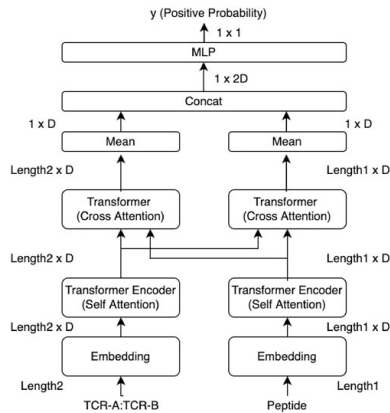 y (Positive Probability)
1 x 1
MLP
1 x 2D
Concat
1 x D
1 x D
Mean
Mean
Length2 x D
Length1 x D
Transformer
(Cross Attention)
Transformer
(Cross Attention)
Length2 x D
Length1 x D
Transformer Encoder
(Self Attention)
Transformer Encoder
(Self Attention)
Length2 x D
Length1 x D
Embedding
Embedding
Length2
Length1
TCR-A:TCR-B
Peptide